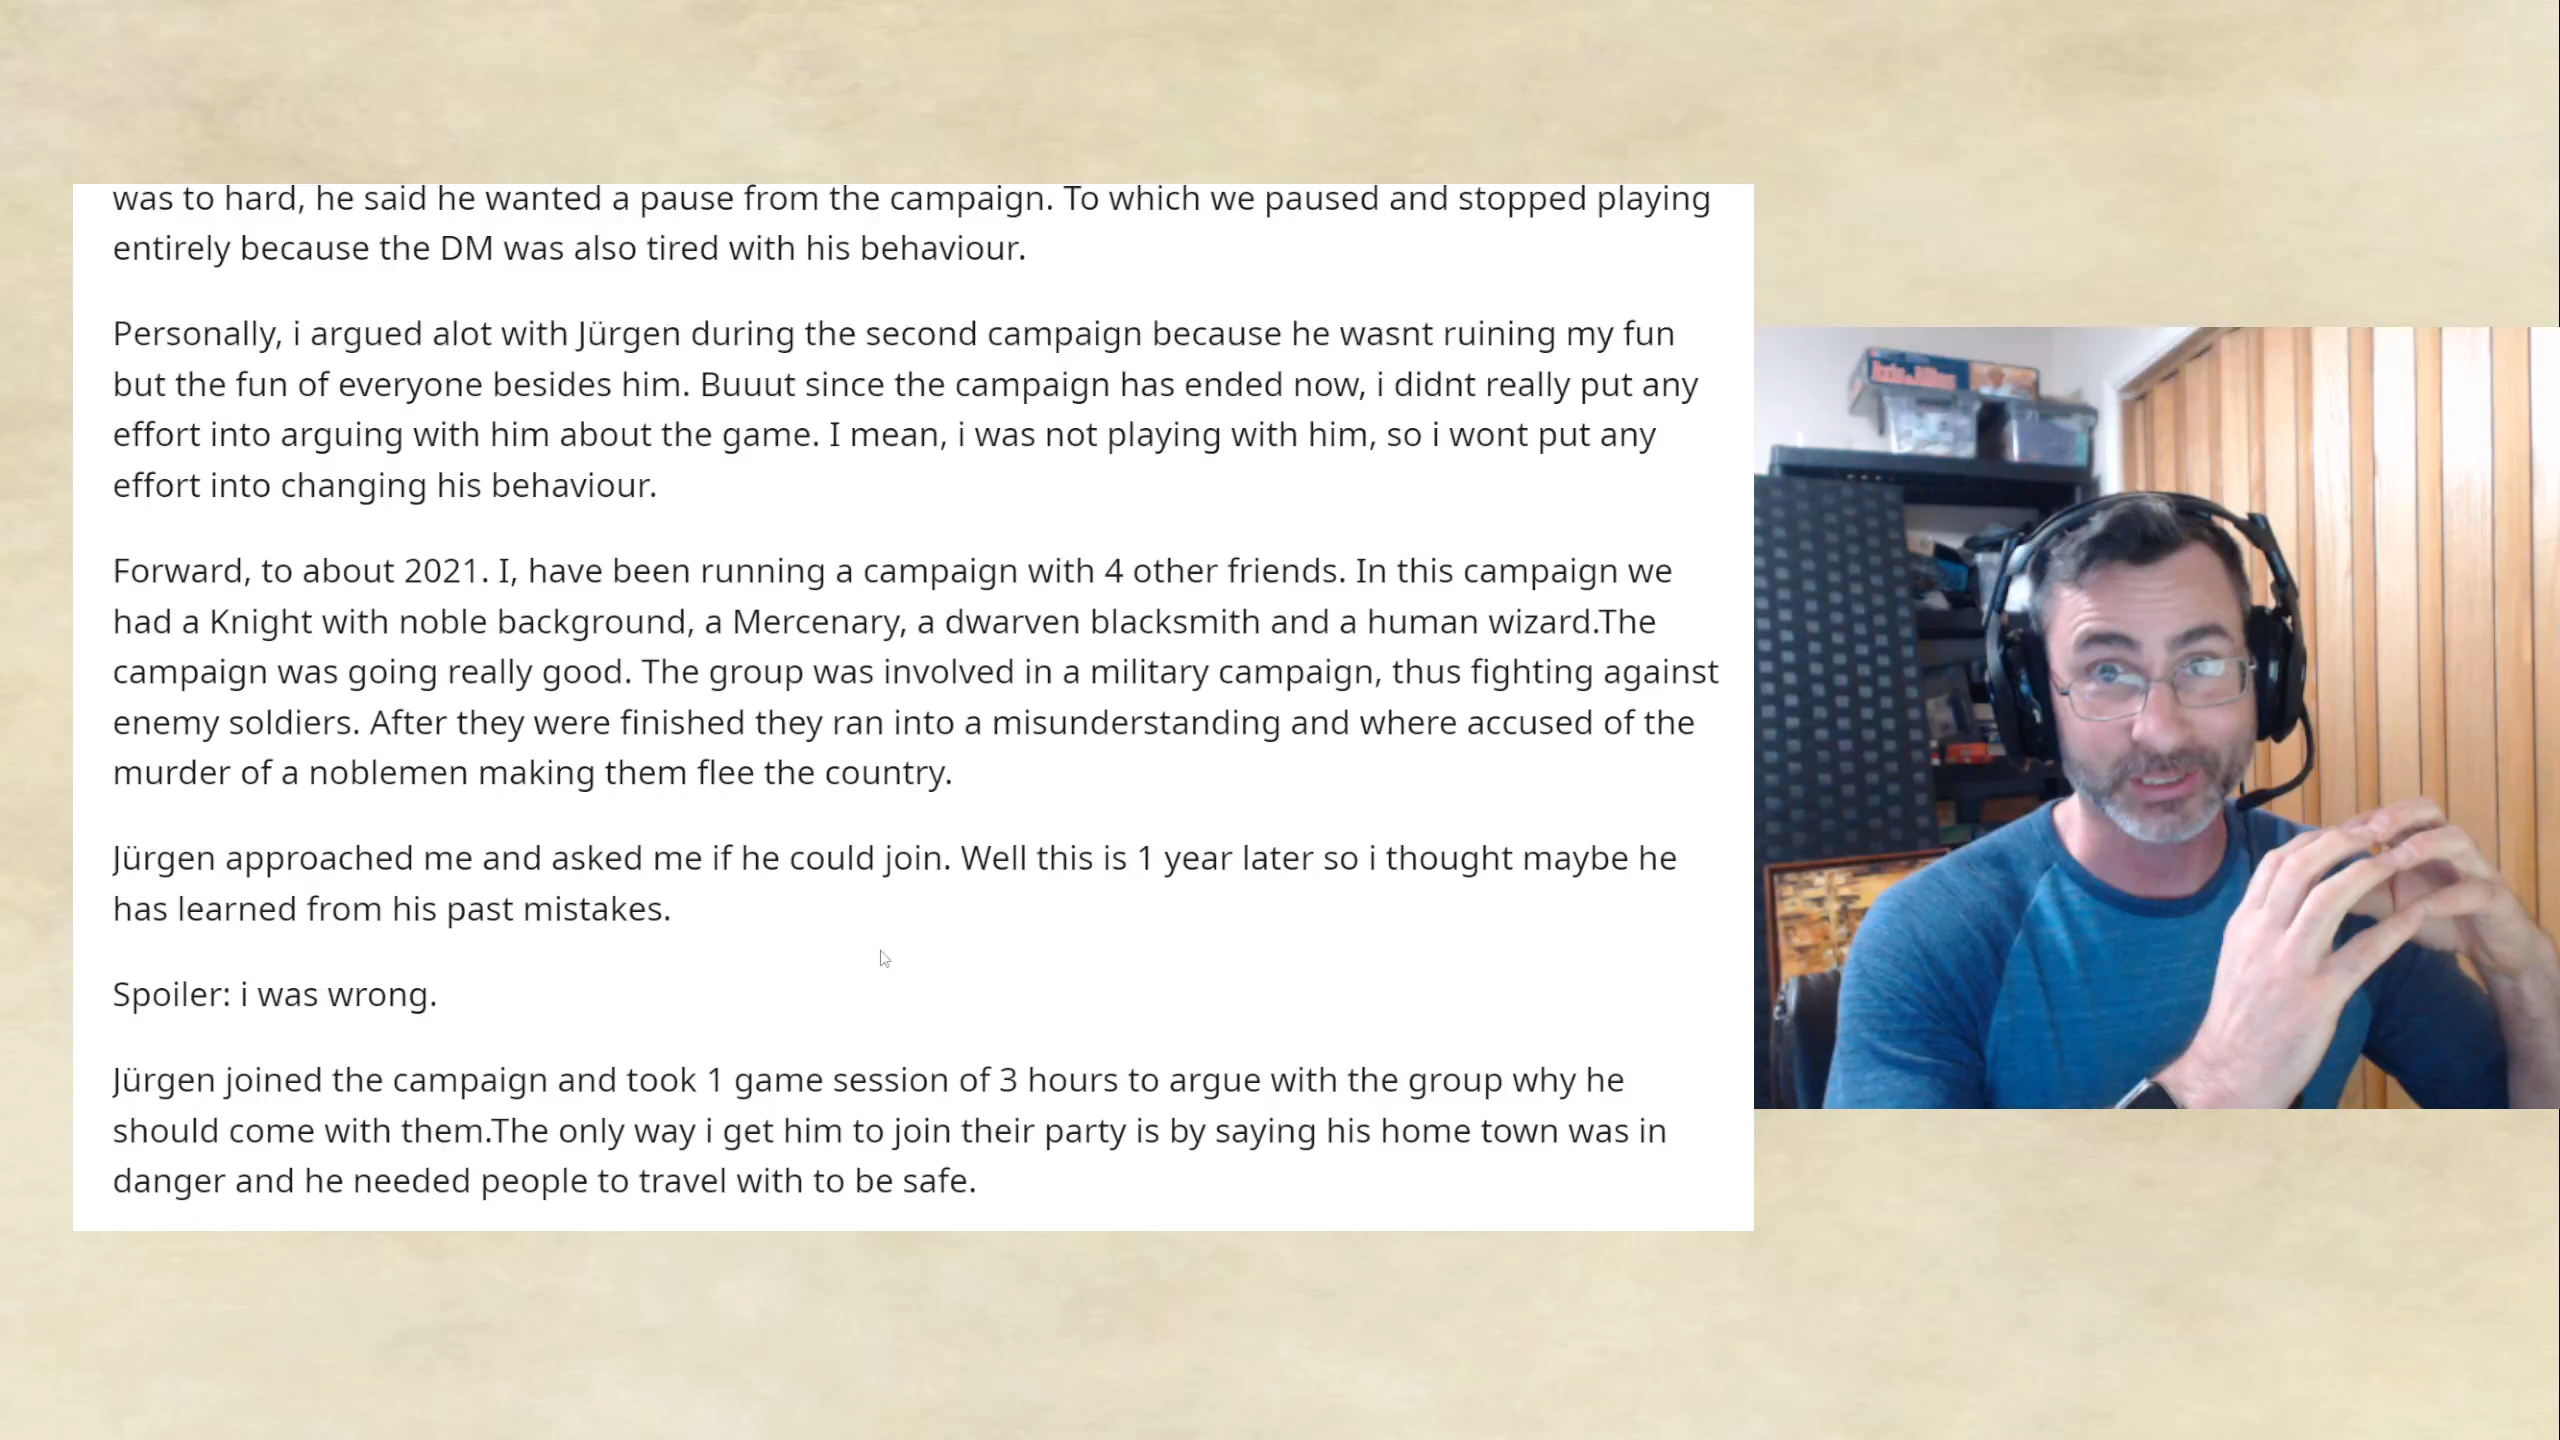 was to hard, he said he wanted a pause from the campaign. To which we paused and stopped playing
entirely because the DM was also tired with his behaviour.
Personally, i argued alot with Jürgen during the second campaign because he wasnt ruining my fun
but the fun of everyone besides him. Buuut since the campaign has ended now, i didnt really put any
effort into arguing with him about the game. I mean, i was not playing with him, so i wont put any
effort into changing his behaviour.
Forward, to about 2021. I, have been running a campaign with 4 other friends. In this campaign we
had a Knight with noble background, a Mercenary, a dwarven blacksmith and a human wizard.The
campaign was going really good. The group was involved in a military campaign, thus fighting against
enemy soldiers. After they were finished they ran into a misunderstanding and where accused of the
murder of a noblemen making them flee the country.
Jürgen approached me and asked me if he could join. Well this is 1 year later so i thought maybe he
has learned from his past mistakes.
Spoiler: i was wrong.
Jürgen joined the campaign and took 1 game session of 3 hours to argue with the group why he
should come with them.The only way i get him to join their party is by saying his home town was in
danger and he needed people to travel with to be safe.